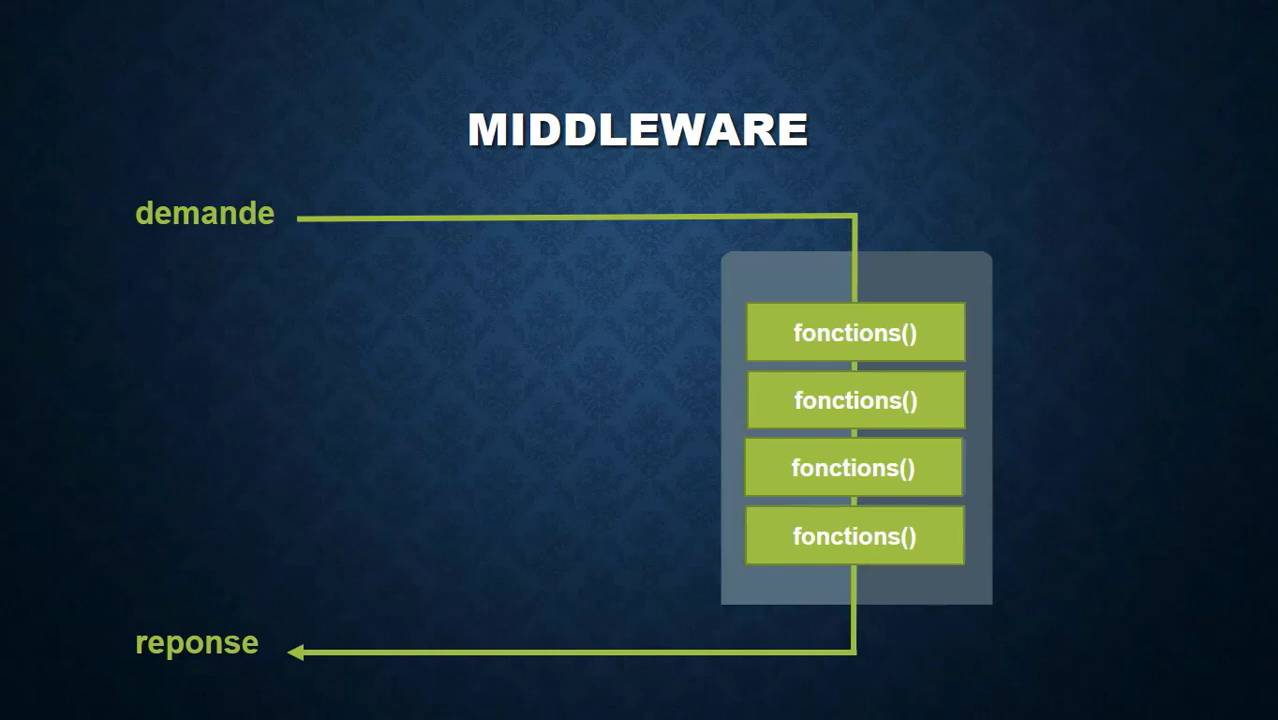 MIDDLEWARE
demande
fonctions()
fonctions()
fonctions()
fonctions()
reponse